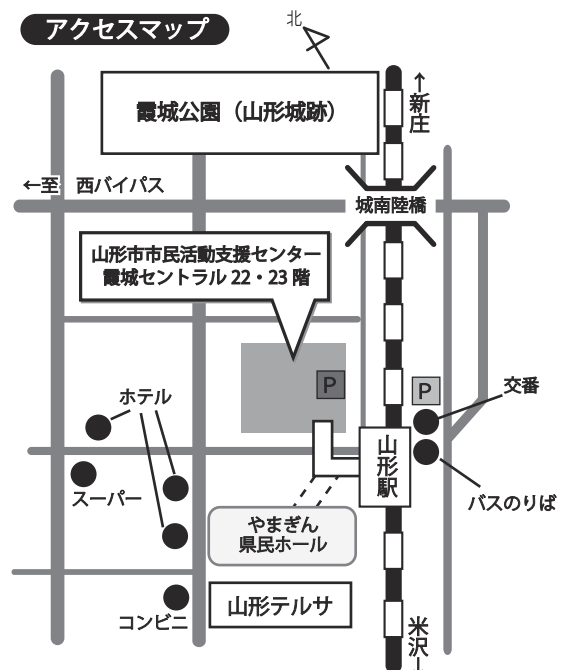 アクセスマップ
北
霞城公園（山形城跡）
↑新庄
←至　西バイパス
城南陸橋
山形市市民活動支援センター
霞城セントラル 22・23 階
P
P
交番
ホテル
山形駅
スーパー
バスのりば
やまぎん
県民ホール
山形テルサ
コンビニ
米沢↓